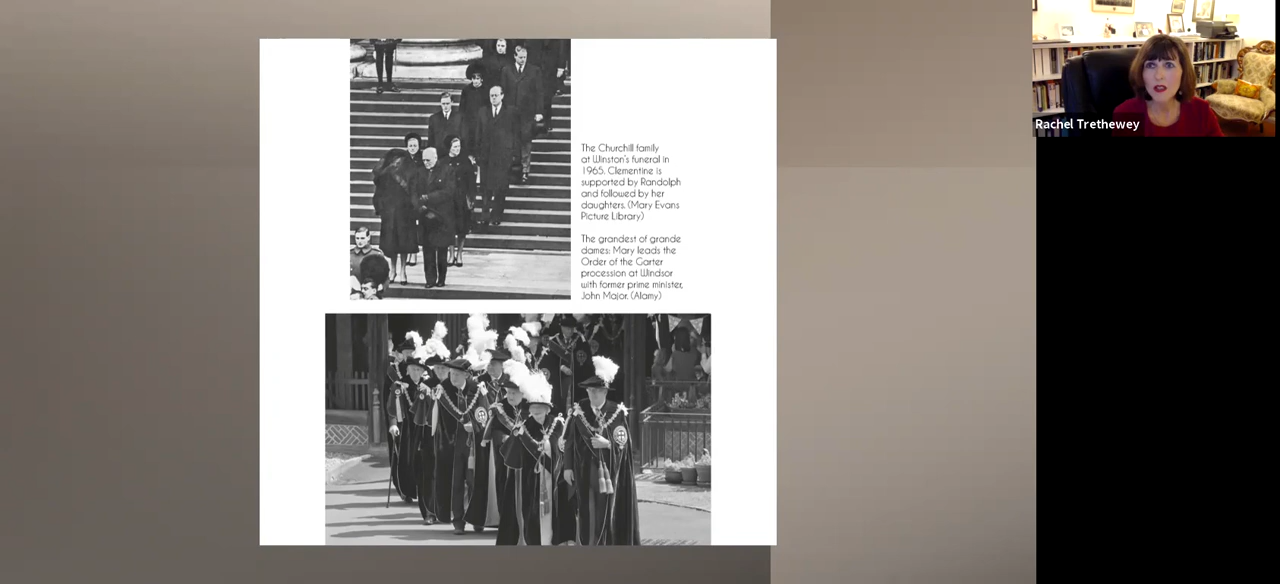 The Churchill family
at Winston's funeral in
1965. Clementine is
supported by Randolph
and followed by her
daughters. (Mary Evans
Picture Library)
The grandest of grande
dames: Mary leads the
Order of the Garter
procession at Windsor
with former prime minister,
John Major. (Alamy)
Rachel Trethewey